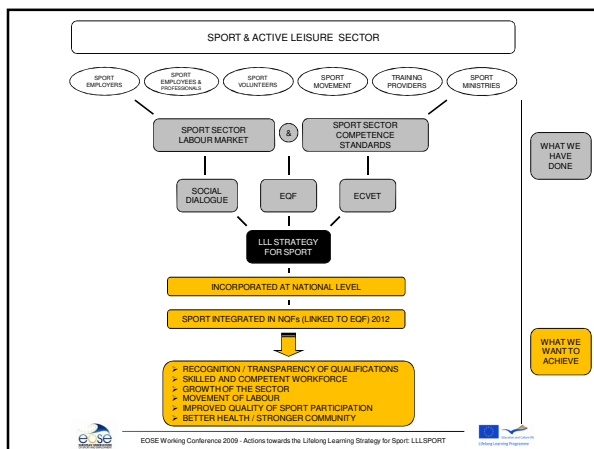 SPORT & ACTIVE LEISURE SECTOR
SPORT
EMPLOYERS
SPORT
EMPLOYEES &
PROFESSIONALS
SPORT
VOLUNTEERS
SPORT
MOVEMENT
TRAINING
PROVIDERS
SPORT
MINISTRIES
SPORT SECTOR
LABOUR MARKET
&
SPORT SECTOR
COMPETENCE
STANDARDS
WHAT WE
HAVE
DONE
SOCIAL
DIALOGUE
EQF
ECVET
LLL STRATEGY
FOR SPORT
INCORPORATED AT NATIONAL LEVEL
SPORT INTEGRATED IN NQFs (LINKED TO EQF) 2012
WHAT WE
WANT TO
ACHIEVE
➢ RECOGNITION / TRANSPARENCY OF QUALIFICATIONS
➢ SKILLED AND COMPETENT WORKFORCE
➢ GROWTH OF THE SECTOR
➢ MOVEMENT OF LABOUR
➢ IMPROVED QUALITY OF SPORT PARTICIPATION
➢ BETTER HEALTH / STRONGER COMMUNITY
eose
EOSE Working Conference 2009 - Actions towards the Lifelong Learning Strategy for Sport: LLLSPORT
Lifelong Learning Programme